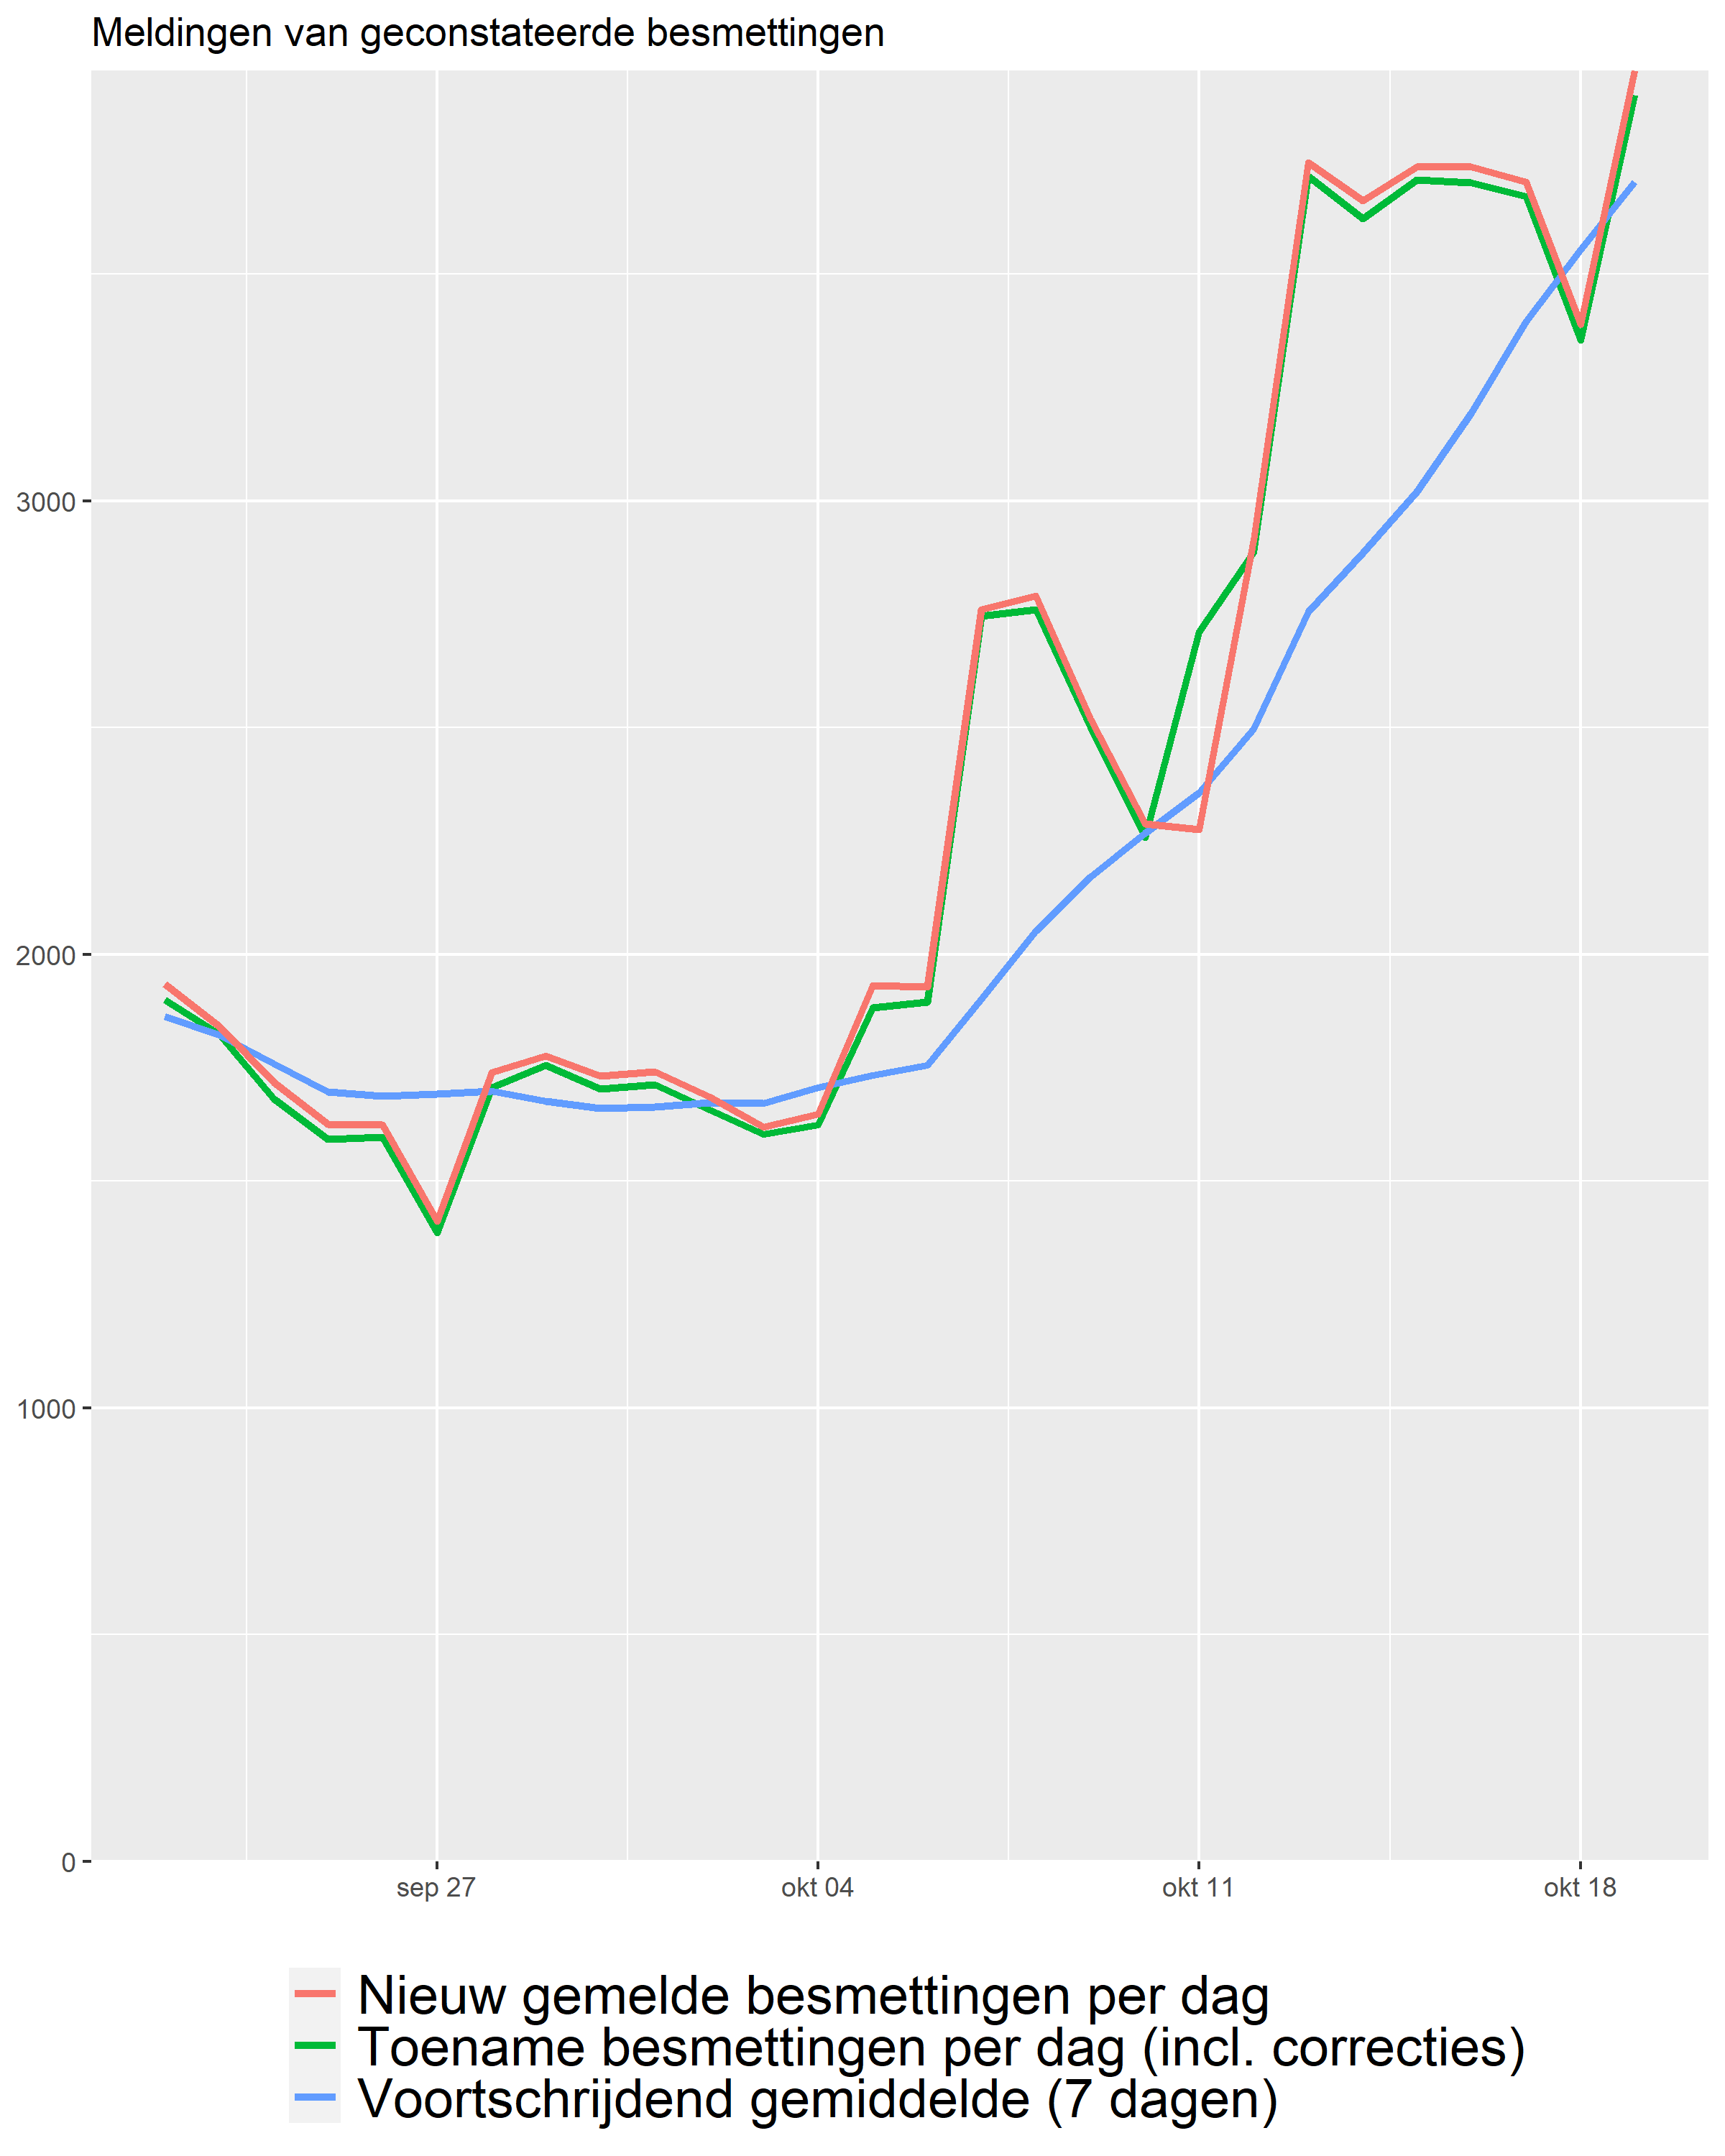 Meldingen van geconstateerde besmettingen
3000
2000
1000
0
sep 27 okt 04 okt 11 okt 18
Nieuw gemelde besmettingen per dag
Toename besmettingen per dag (incl. correcties)
Voortschrijdend gemiddelde (7 dagen)